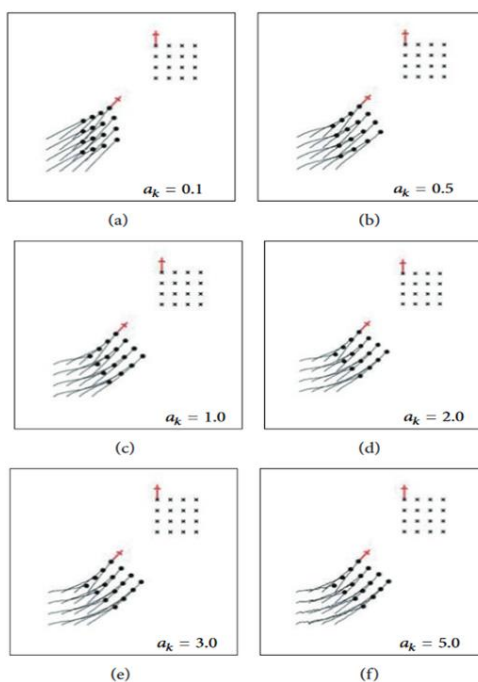 a_k = 0.1
a_k = 0.5
(a)
(b)
a_k = 1.0
a_k = 2.0
(c)
(d)
a_k = 3.0
a_k = 5.0
(e)
(f)